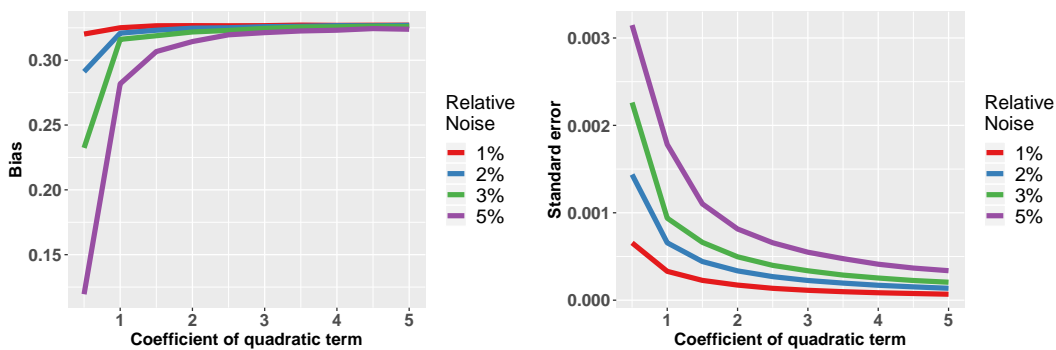 0.30
0.25
0.20
0.15
Bias
1 2 3 4 5
Coefficient of quadratic term
Relative
Noise
1%
2%
3%
5%
0.003
0.002
0.001
0.000
Standard error
1 2 3 4 5
Coefficient of quadratic term
Relative
Noise
1%
2%
3%
5%